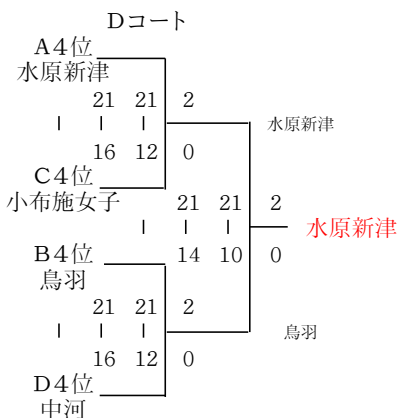 Dコート
A4位
水原新津
21 21 2
| | | 水原新津
16 12 0
C4位
小布施女子
21 21 2
| | | 水原新津
14 10 0
B4位
鳥羽
21 21 2
| | | 鳥羽
16 12 0
D4位
中河